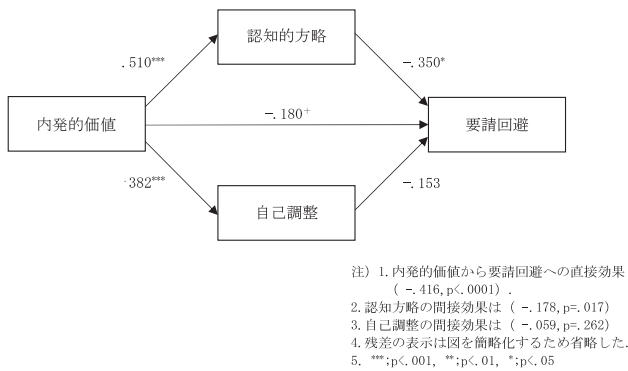 認知的方略
.510***
-.350*
内発的価値
-.180+
要請回避
.382***
-.153
自己調整
注) 1.内発的価値から要請回避への直接効果
( -.416,p<.0001) .
2.認知方略の間接効果は ( -.178,p=.017)
3.自己調整の間接効果は ( -.059,p=.262)
4.残差の表示は図を簡略化するため省略した.
5. ***;p<.001, **;p<.01, *;p<.05